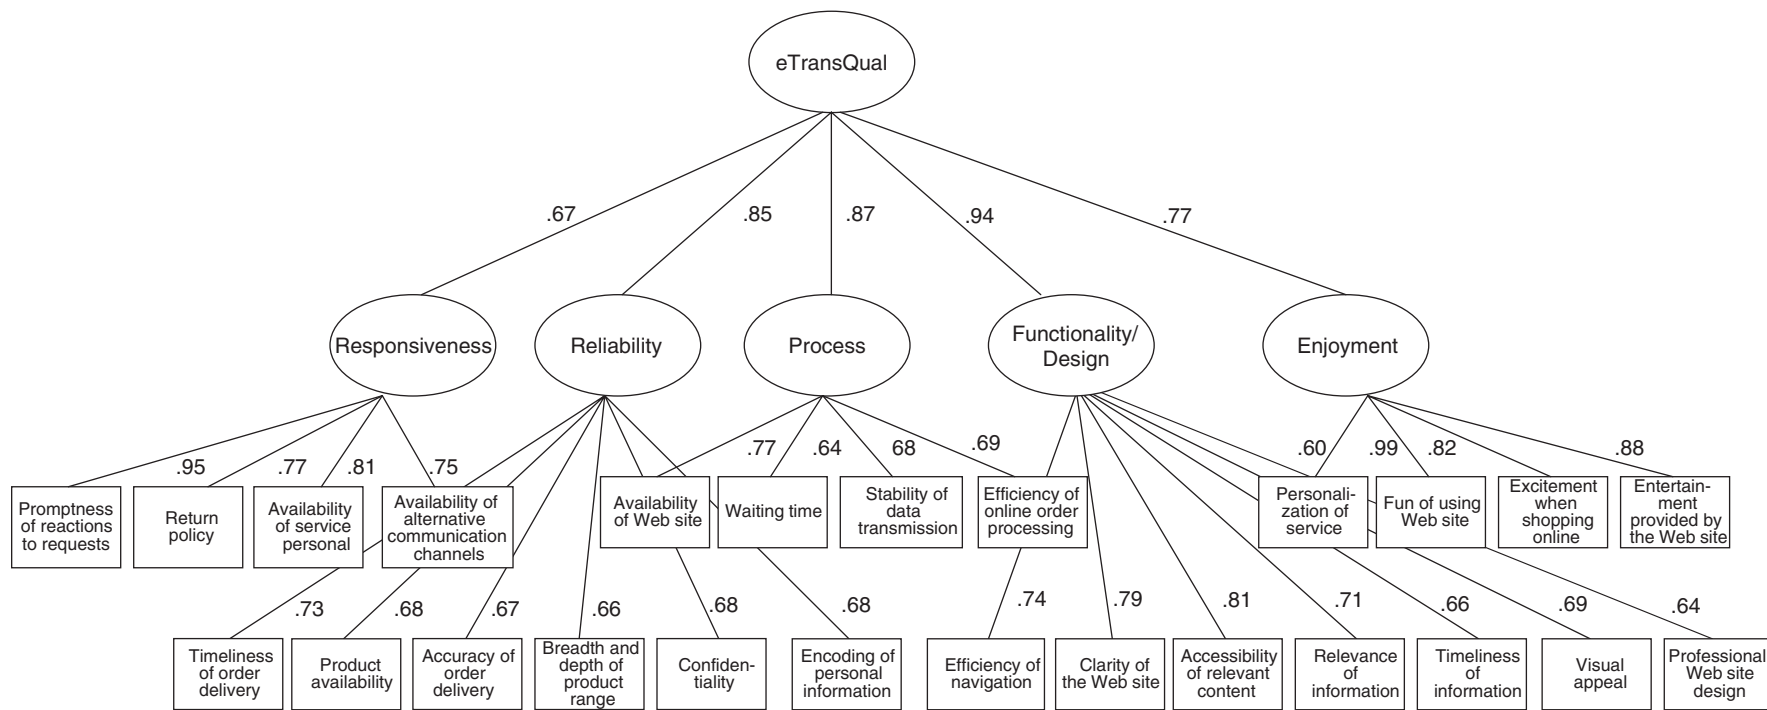 eTransQual
.67
.85
.87
.94
.77
Responsiveness
Reliability
Process
Functionality/
Design
Enjoyment
.95
.77
.81
.75
.77
.64
68
.69
.60
.99
.82
.88
Promptness
of reactions
to requests
Return
policy
Availability
of service
personal
Availability of
alternative
communication
channels
Availability
of Web site
Waiting time
Stability of
data
transmission
Efficiency of
online order
processing
Personali-
zation of
service
Fun of using
Web site
Excitement
when
shopping
online
Entertain-
ment
provided by
the Web site
.73
.68
.67
.66
.68
.68
.74
.79
.81
.71
.66
.69
.64
Timeliness
of order
delivery
Product
availability
Accuracy of
order
delivery
Breadth and
depth of
product
range
Confiden-
tiality
Encoding of
personal
information
Efficiency of
navigation
Clarity of
the Web site
Accessibility
of relevant
content
Relevance
of
information
Timeliness
of
information
Visual
appeal
Professional
Web site
design